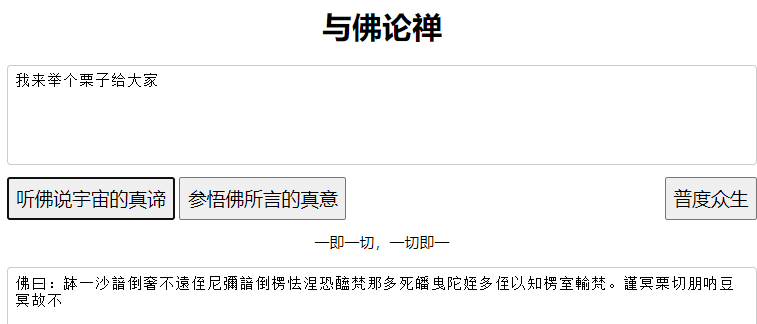 与佛论禅
我来举个栗子给大家
听佛说宇宙的真谛 参悟佛所言的真意 普度众生
一即一切，一切即一
佛曰：缽一沙諳倒奢不遠侄尼彌諳倒楞怯涅恐醯梵那多死皤曳陀姪多侄以知楞室輸梵。謹冥栗切朋呐豆
冥故不